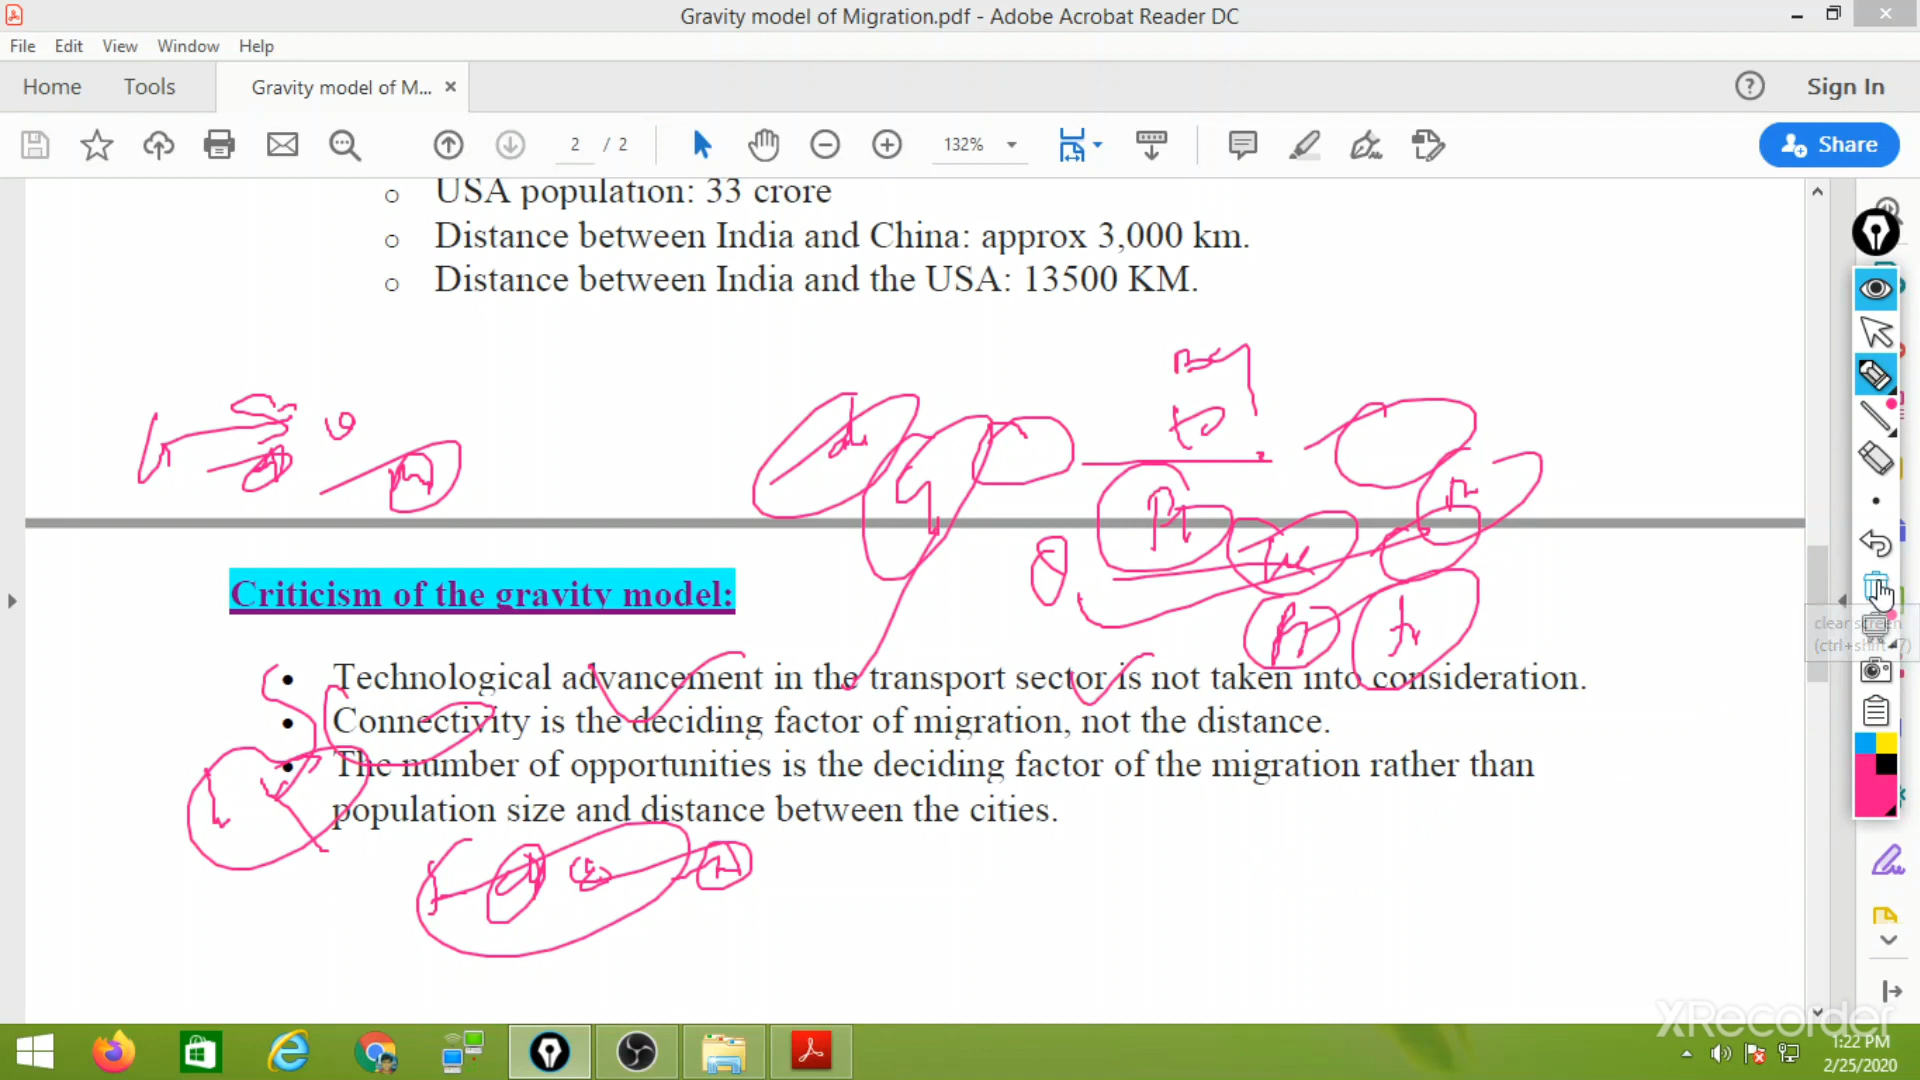 Gravity model of Migration.pdf - Adobe Acrobat Reader DC
File Edit View Window Help
Home Tools Gravity model of M... × Sign In
2 / 2 132% Share
USA population: 33 crore
Distance between India and China: approx 3,000 km.
Distance between India and the USA: 13500 KM.
Criticism of the gravity model:
Technological advancement in the transport sector is not taken into consideration.
Connectivity is the deciding factor of migration, not the distance.
The number of opportunities is the deciding factor of the migration rather than
population size and distance between the cities.
clear screen
XRecorder
1:22 PM
2/25/2020